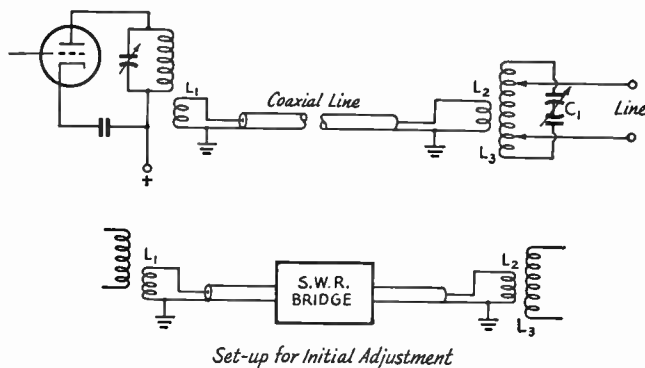 L1
Coaxial Line
L2
C1
Line
L3
+
L1
S.W.R.
BRIDGE
L2
L3
Set-up for Initial Adjustment